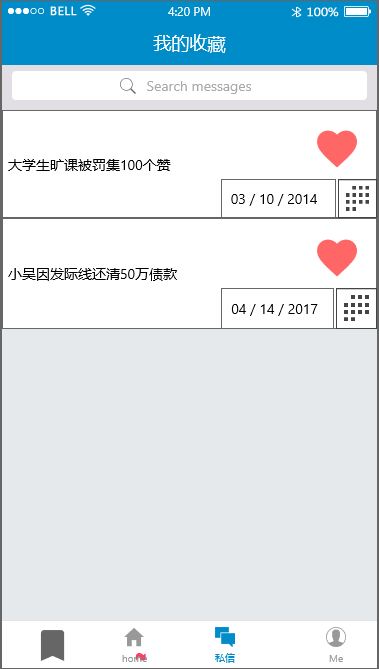 BELL 4:20 PM 100%
我的收藏
Search messages
大学生旷课被罚集100个赞
03 / 10 / 2014
小吴因发际线还清50万债款
04 / 14 / 2017
home 私信 Me